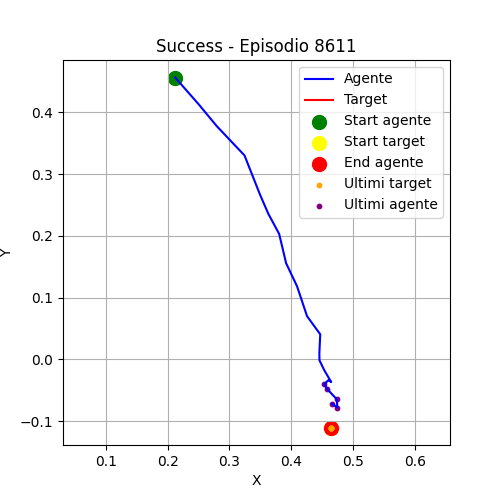 Success - Episodio 8611
Agente
Target
Start agente
Start target
End agente
Ultimi target
Ultimi agente
0.4
0.3
0.2
0.1
0.0
−0.1
Y
0.1 0.2 0.3 0.4 0.5 0.6
X